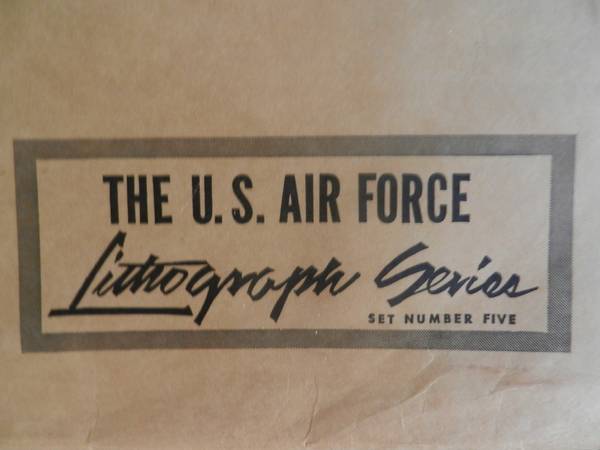 THE U.S. AIR FORCE
Lithograph Series
SET NUMBER FIVE